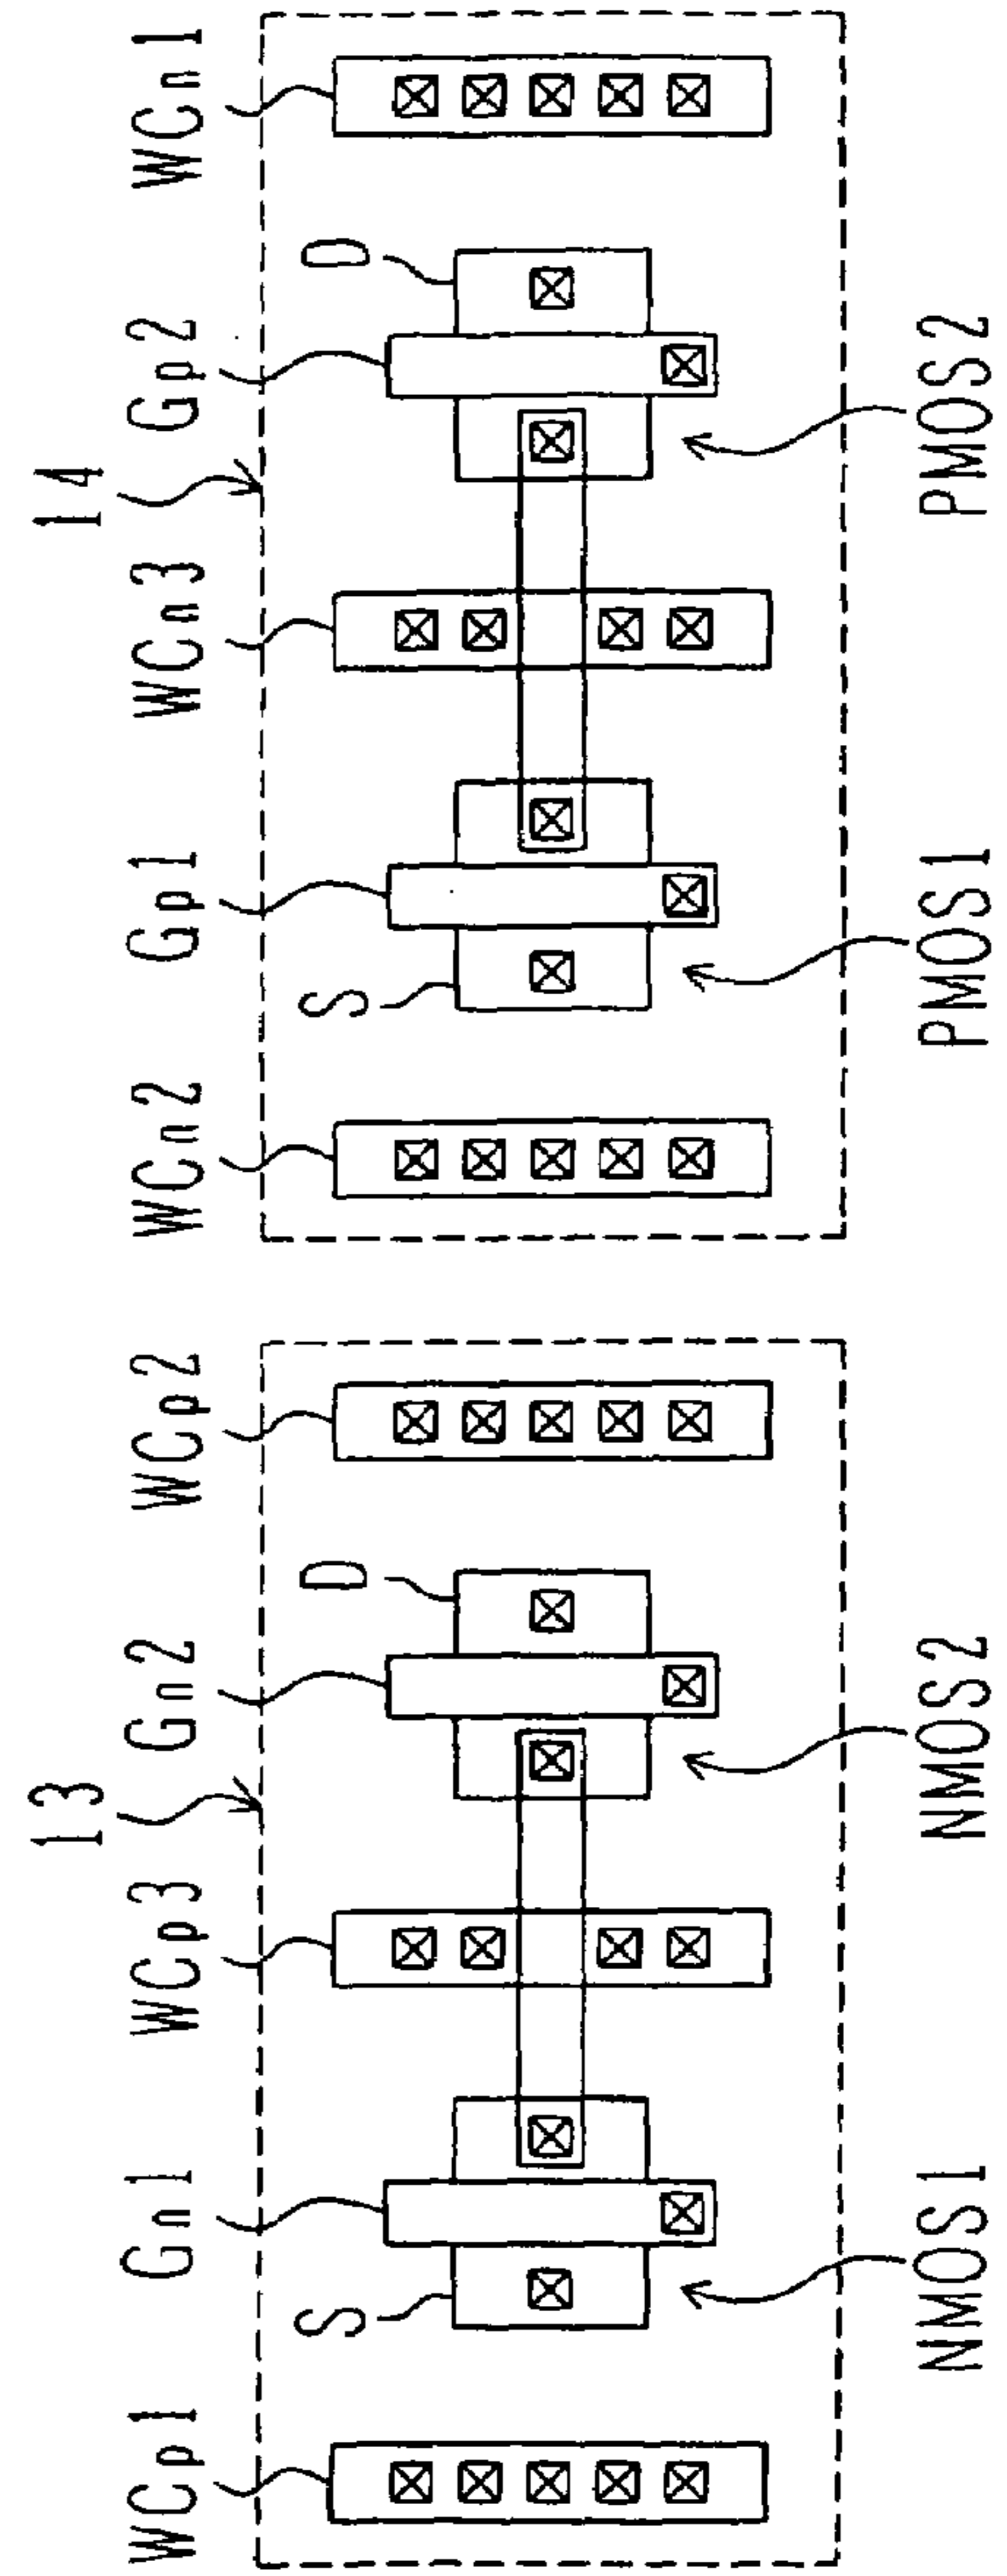 13
14
WCp1
Gn1
WCp3
Gn2
WCp2
WCn2
Gp1
WCn3
Gp2
WCn1
S
D
S
D
NMOS1
NMOS2
PMOS1
PMOS2